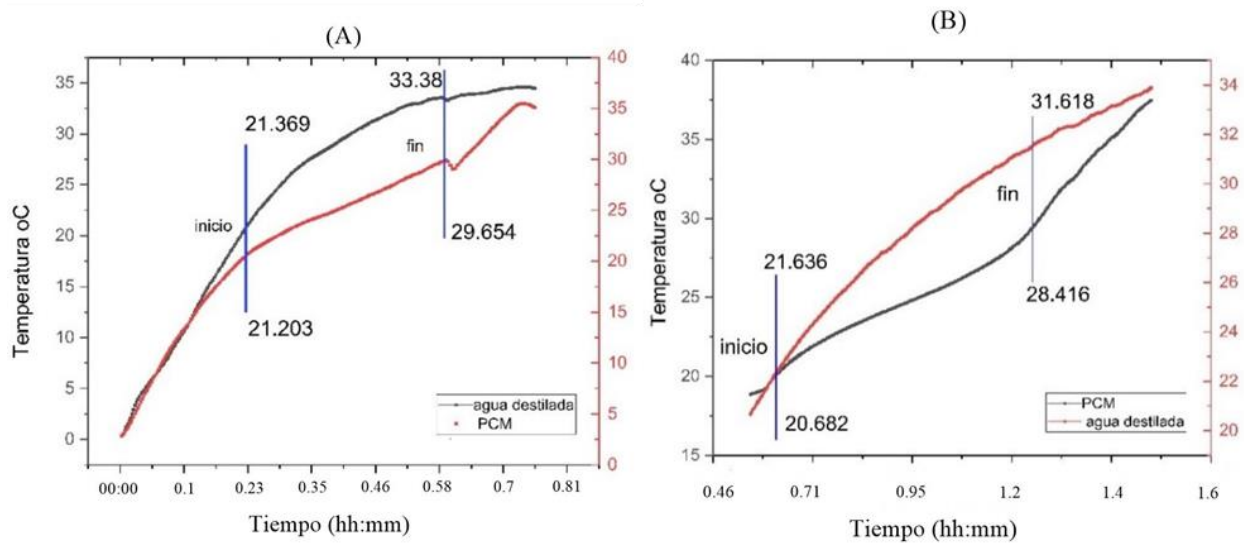 (A)
40
35
30
25
20
15
10
5
0
Temperatura oC
35
30
25
20
15
10
5
0
21.369
33.38
inicio
fin
21.203
29.654
agua destilada
PCM
00:00 0.1 0.23 0.35 0.46 0.58 0.7 0.81
Tiempo (hh:mm)
(B)
Temperatura oC
40
35
30
25
20
15
34
32
30
28
26
24
22
20
31.618
fin
21.636
28.416
inicio
20.682
PCM
agua destilada
0.46 0.71 0.95 1.2 1.4 1.6
Tiempo (hh:mm)